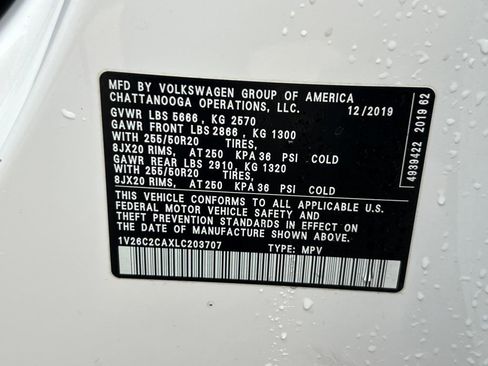 MFD BY VOLKSWAGEN GROUP OF AMERICA
CHATTANOOGA OPERATIONS, LLC. 12/2019
GVWR LBS 5666 , KG 2570
GAWR FRONT LBS 2866 , KG 1300
WITH 255/50R20 TIRES,
8JX20 RIMS, AT 250 KPA 36 PSI COLD
GAWR REAR LBS 2910, KG 1320
WITH 255/50R20 TIRES,
8JX20 RIMS, AT 250 KPA 36 PSI COLD
THIS VEHICLE CONFORMS TO ALL APPLICABLE U.S.
FEDERAL MOTOR VEHICLE SAFETY AND
THEFT PREVENTION STANDARDS IN EFFECT ON
THE DATE OF MANUFACTURE SHOWN ABOVE
1V26C2CAXLC203707 TYPE: MPV
4939422 2019 62